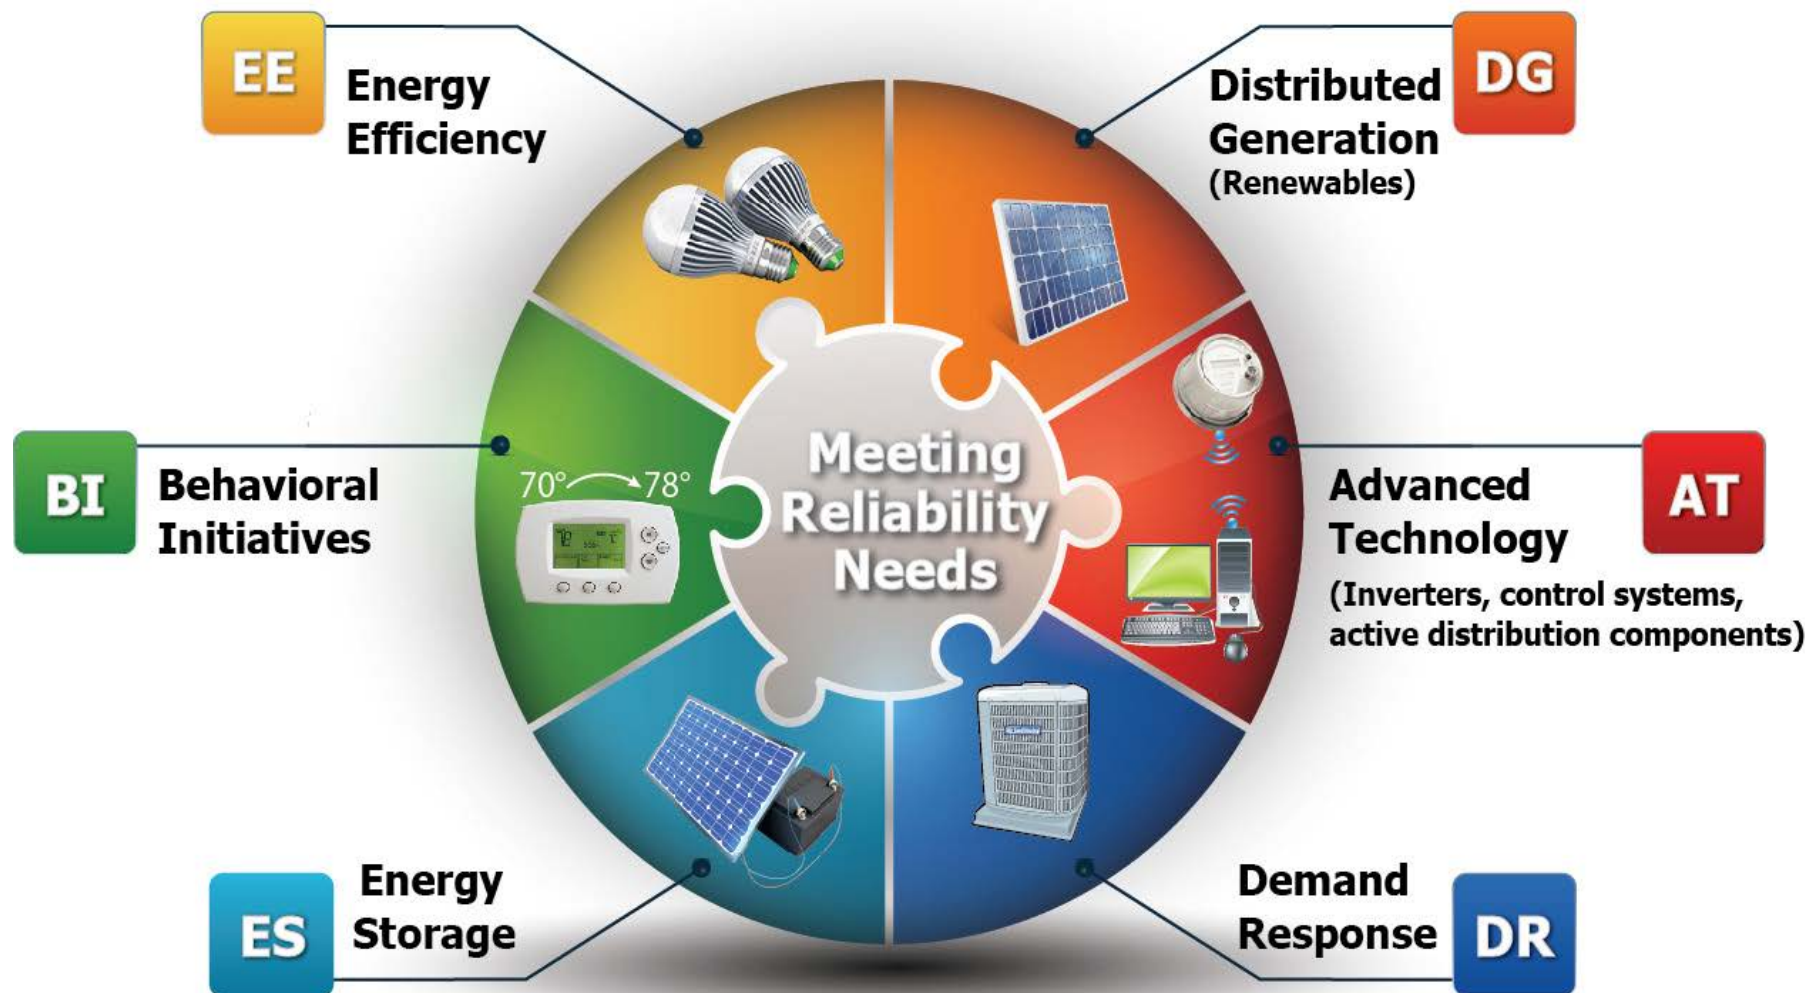 EE
Energy
Efficiency
Distributed
Generation
(Renewables)
DG
BI
Behavioral
Initiatives
70° 78°
Meeting
Reliability
Needs
Advanced
Technology
(Inverters, control systems,
active distribution components)
AT
ES
Energy
Storage
Demand
Response
DR